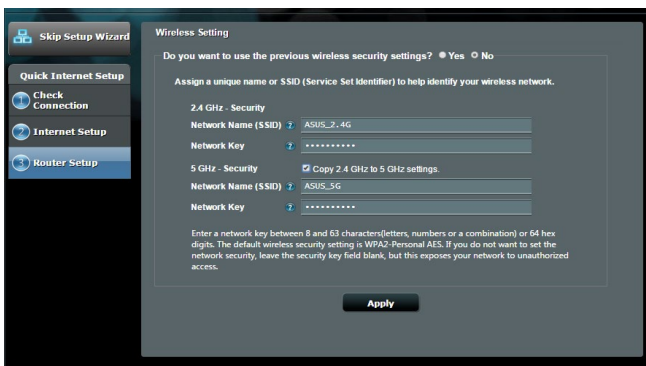 Skip Setup Wizard
Quick Internet Setup
1 Check
Connection
2 Internet Setup
3 Router Setup
Wireless Setting
Do you want to use the previous wireless security settings? Yes No
Assign a unique name or SSID (Service Set Identifier) to help identify your wireless network.
2.4 GHz - Security
Network Name (SSID) ? ASUS_2.4G
Network Key ? ••••••••••
5 GHz - Security Copy 2.4 GHz to 5 GHz settings.
Network Name (SSID) ? ASUS_5G
Network Key ? ••••••••••
Enter a network key between 8 and 63 characters(letters, numbers or a combination) or 64 hex
digits. The default wireless security setting is WPA2-Personal AES. If you do not want to set the
network security, leave the security key field blank, but this exposes your network to unauthorized
access.
Apply